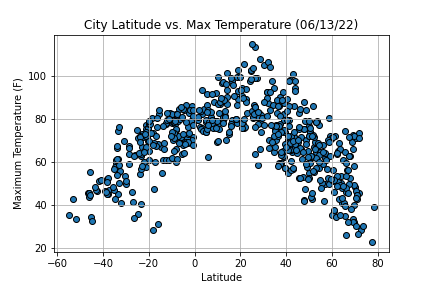 City Latitude vs. Max Temperature (06/13/22)
Maximum Temperature (F)
100
80
60
40
20
−60 −40 −20 0 20 40 60 80
Latitude